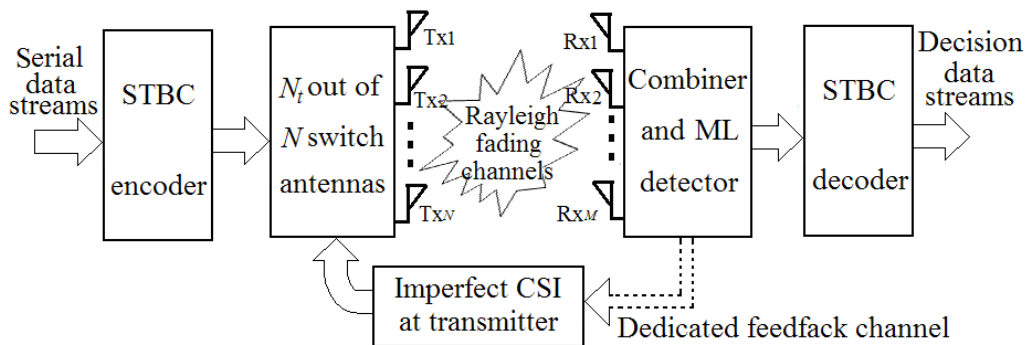 Serial
data
streams
STBC
encoder
Nt out of
N switch
antennas
Tx1
Tx2
TxN
Rayleigh
fading
channels
Rx1
Rx2
RxM
Combiner
and ML
detector
STBC
decoder
Decision
data
streams
Imperfect CSI
at transmitter
Dedicated feedfack channel